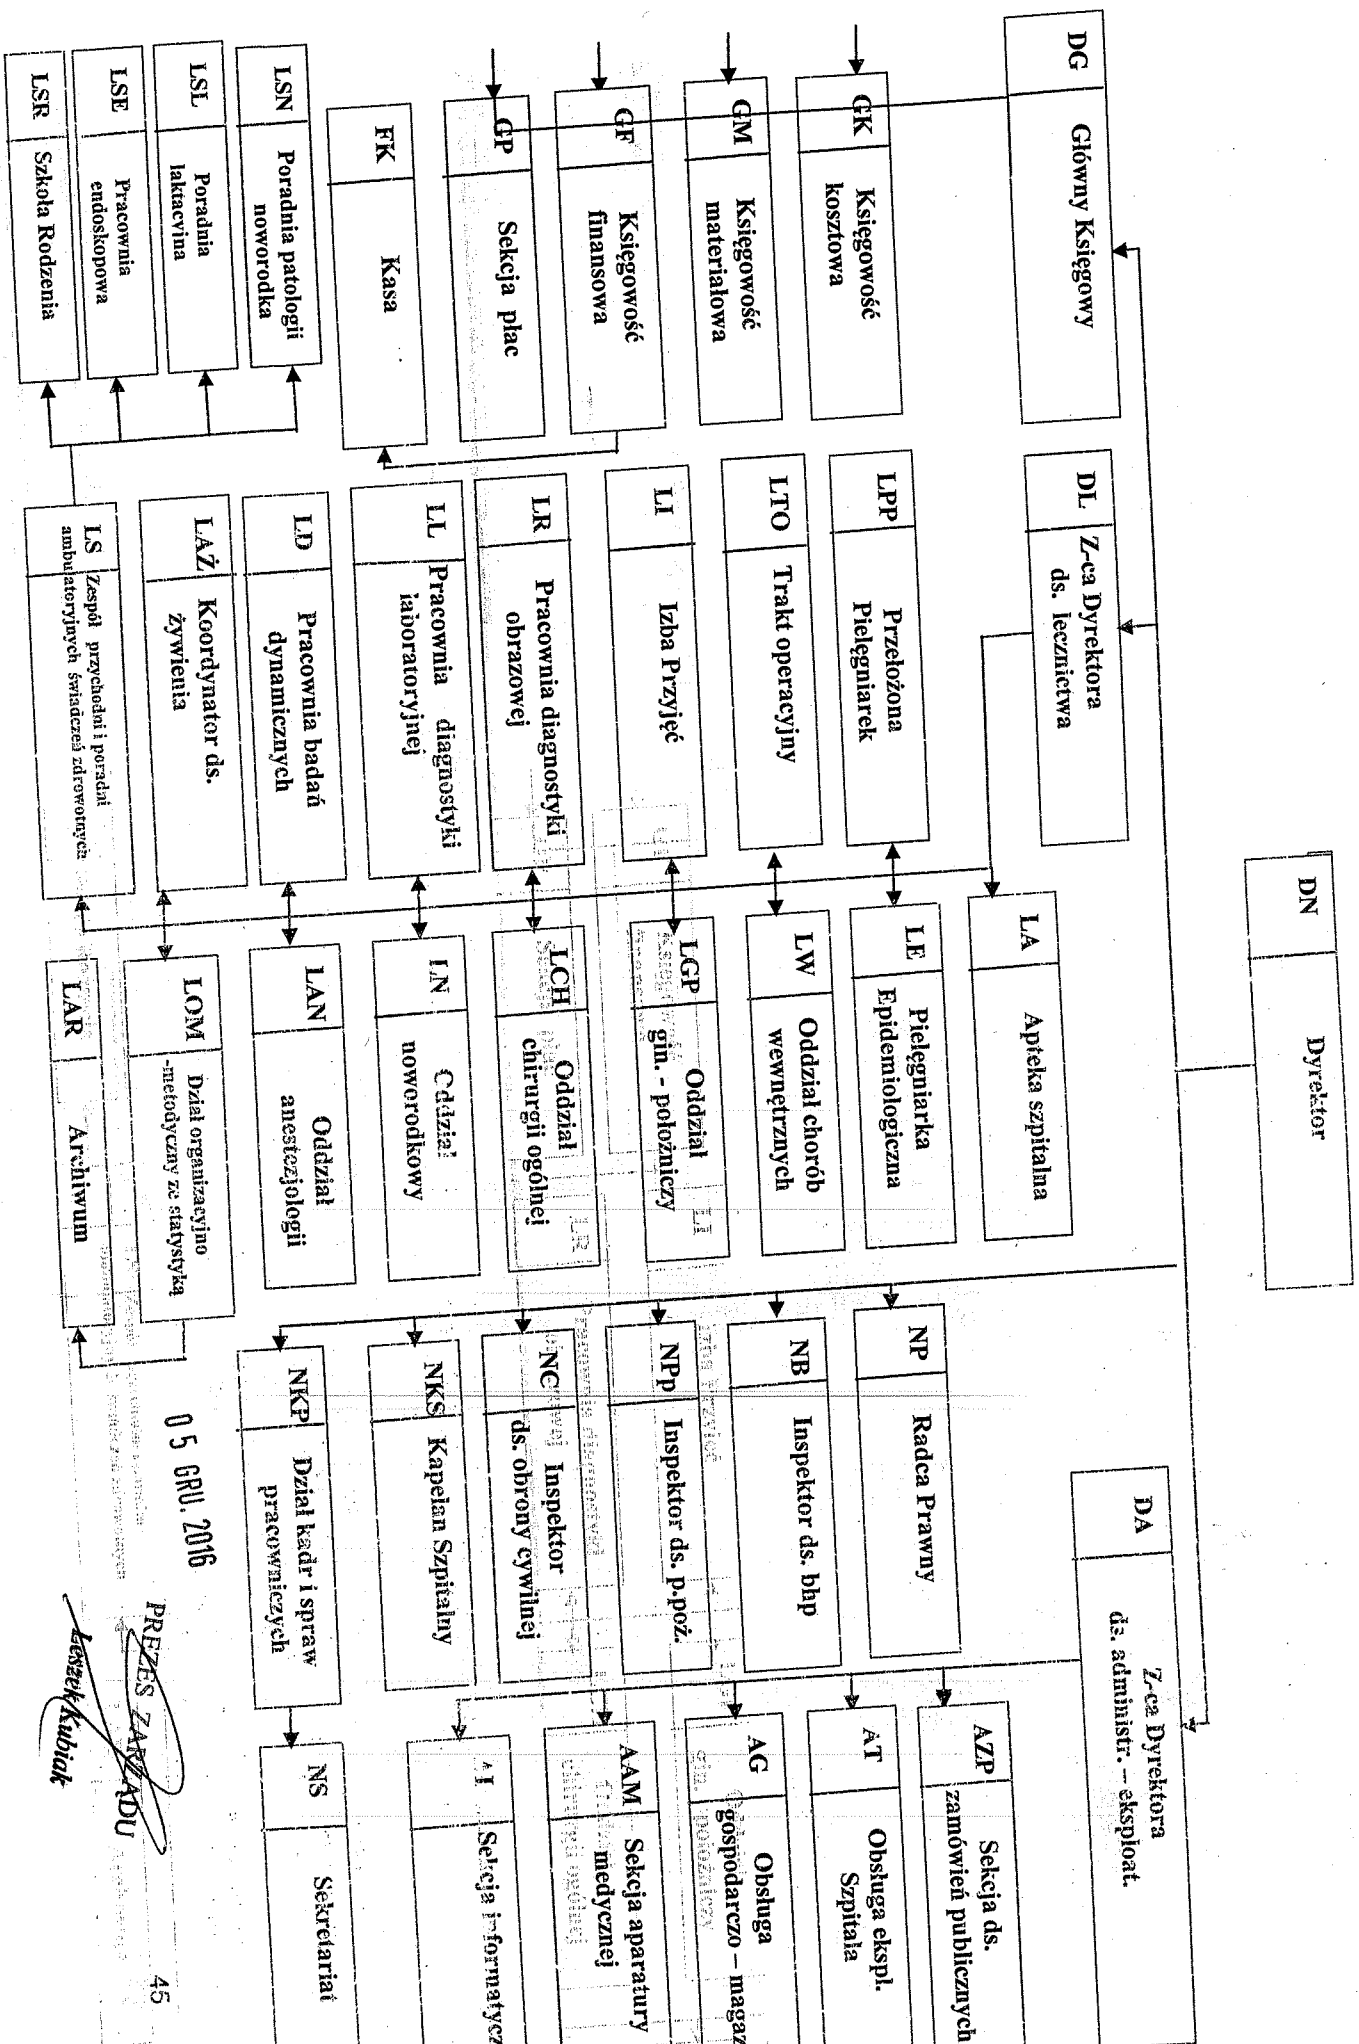 DN
Dyrektor
DG
Główny Księgowy
DL
Z-ca Dyrektora
ds. lecznictwa
DA
Z-ca Dyrektora
ds. administr. – eksploat.
GK
Księgowość
kosztowa
GM
Księgowość
materiałowa
GF
Księgowość
finansowa
GP
Sekcja płac
FK
Kasa
LSN
Poradnia patologii
noworodka
LSL
Poradnia
laktacyjna
LSE
Pracownia
endoskopowa
LSR
Szkoła Rodzenia
LPP
Przełożona
Pielęgniarek
LTO
Trakt operacyjny
LI
Izba Przyjęć
LR
Pracownia diagnostyki
obrazowej
LL
Pracownia diagnostyki
laboratoryjnej
LD
Pracownia badań
dynamicznych
LAŻ
Koordynator ds.
żywienia
LS
Zespół przychodni i poradni
ambulatoryjnych świadczeń zdrowotnych
LA
Apteka szpitalna
LE
Pielęgniarka
Epidemiologiczna
LW
Oddział chorób
wewnętrznych
LGP
Oddział
gin. - położniczy
LCH
Oddział
chirurgii ogólnej
LN
Oddział
noworodkowy
LAN
Oddział
anestezjologii
LOM
Dział organizacyjno
-metodyczny ze statystyką
LAR
Archiwum
NP
Radca Prawny
NB
Inspektor ds. bhp
NPp
Inspektor ds. p.poż.
NC
Inspektor
ds. obrony cywilnej
NKS
Kapelan Szpitalny
NKP
Dział kadr i spraw
pracowniczych
AZP
Sekcja ds.
zamówień publicznych
AT
Obsługa ekspl.
Szpitala
AG
Obsługa
gospodarczo – magaz
AAM
Sekcja aparatury
medycznej
AI
Sekcja informatycz
NS
Sekretariat
05 GRU. 2016
PREZES ZARZĄDU
Leszek Kubiak
45